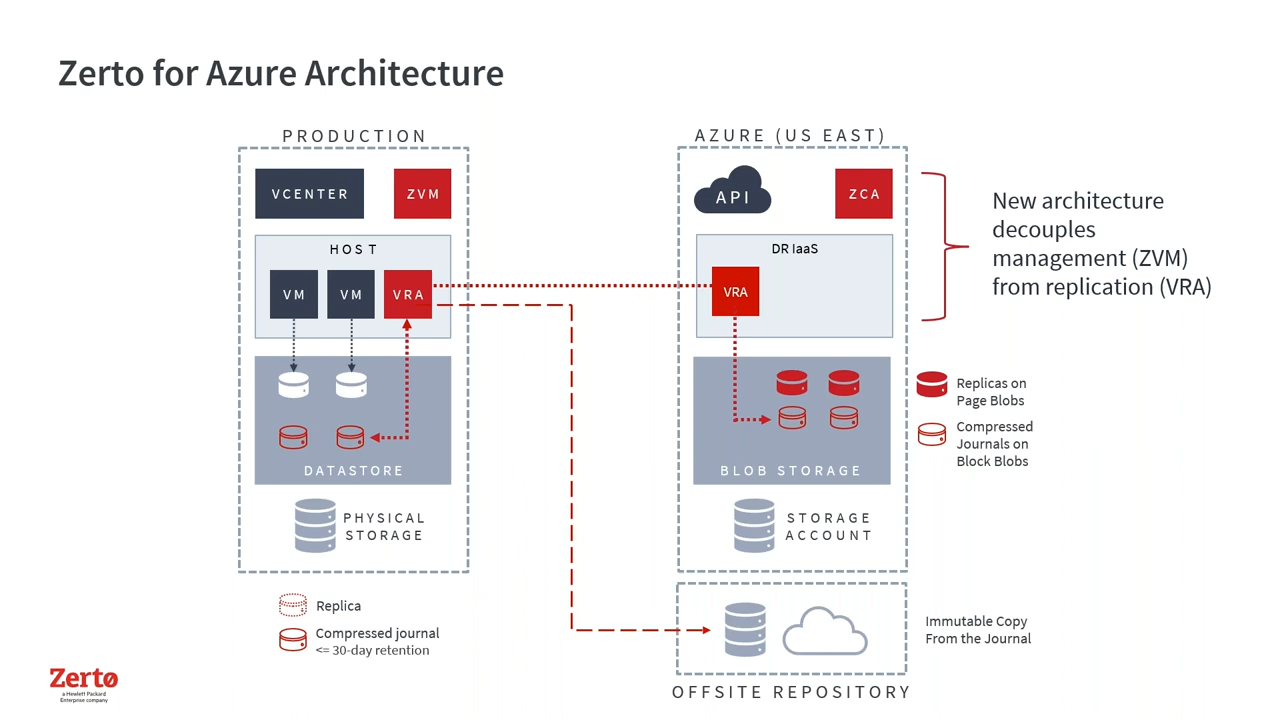 Zerto for Azure Architecture
PRODUCTION
VCENTER
ZVM
HOST
VM
VM
VRA
DATASTORE
PHYSICAL
STORAGE
Replica
Compressed journal
<= 30-day retention
AZURE (US EAST)
API
ZCA
DR IaaS
VRA
BLOB STORAGE
STORAGE
ACCOUNT
OFFSITE REPOSITORY
New architecture
decouples
management (ZVM)
from replication (VRA)
Replicas on
Page Blobs
Compressed
Journals on
Block Blobs
Immutable Copy
From the Journal
Zerto
a Hewlett Packard
Enterprise company